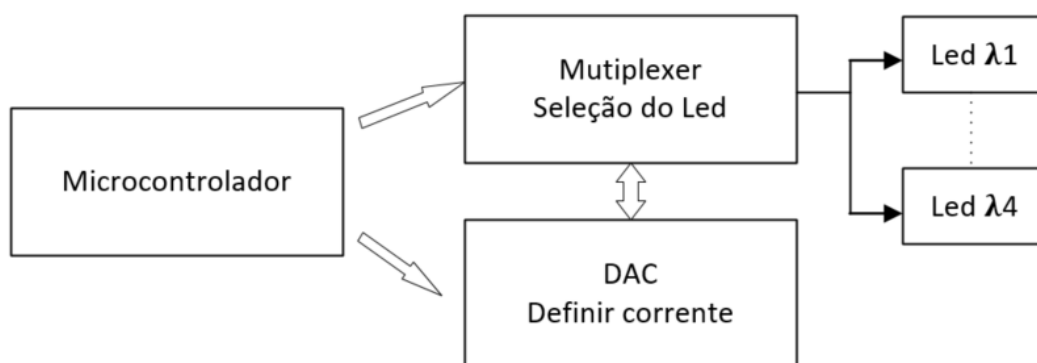 Microcontrolador
Mutiplexer
Seleção do Led
DAC
Definir corrente
Led λ1
Led λ4